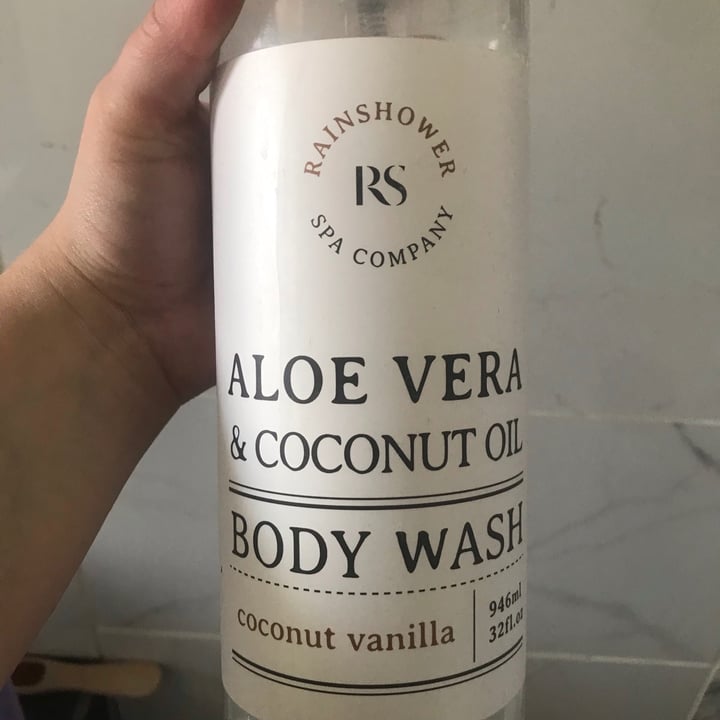 RAINSHOWER
RS
SPA COMPANY
ALOE VERA
& COCONUT OIL
BODY WASH
coconut vanilla
946ml
32fl.oz